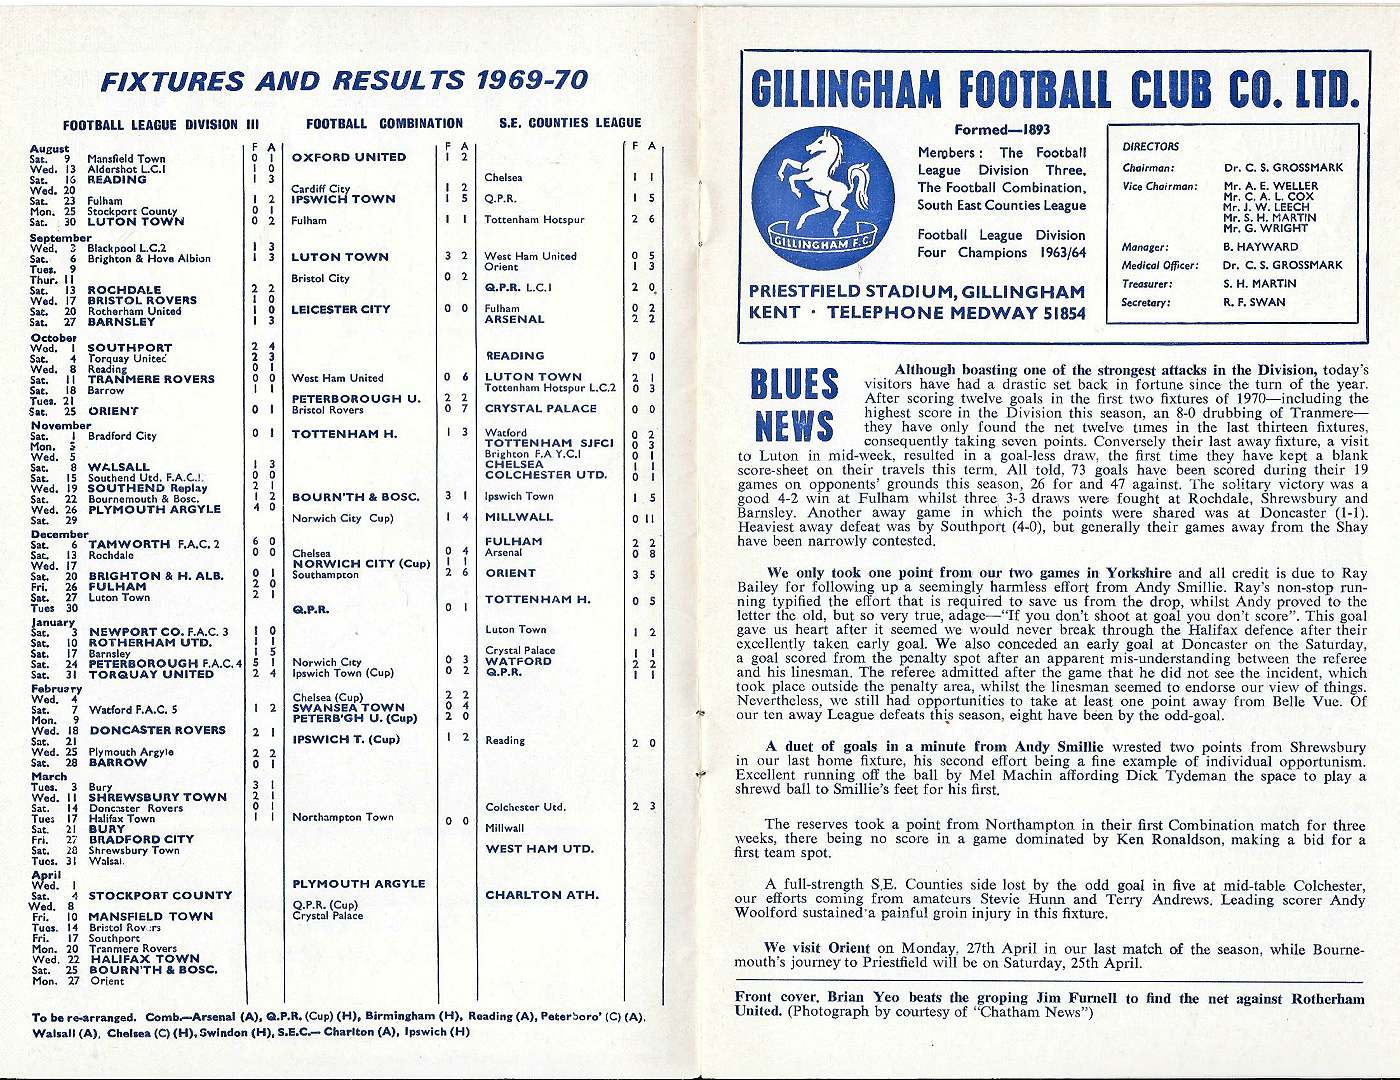 FIXTURES AND RESULTS 1969-70
FOOTBALL LEAGUE DIVISION III FOOTBALL COMBINATION S.E. COUNTIES LEAGUE
F A F A F A
August
Sat. 9 Mansfield Town 0 1 OXFORD UNITED 1 2
Wed. 13 Aldershot L.C.1 1 0
Sat. 16 READING 1 3 Chelsea 1 1
Wed. 20 Cardiff City 1 2
Sat. 23 Fulham 1 2 IPSWICH TOWN 1 5 Q.P.R. 1 5
Mon. 25 Stockport County 0 1
Sat. 30 LUTON TOWN 0 2 Fulham 1 1 Tottenham Hotspur 2 6
September
Wed. 3 Blackpool L.C.2 1 3
Sat. 6 Brighton & Hove Albion 1 3 LUTON TOWN 3 2 West Ham United 0 5
Tues. 9 Orient 1 3
Thur. 11 Bristol City 0 2
Sat. 13 ROCHDALE 2 2 Q.P.R. L.C.1 2 0
Wed. 17 BRISTOL ROVERS 1 0
Sat. 20 Rotherham United 1 0 LEICESTER CITY 0 0 Fulham 0 2
Sat. 27 BARNSLEY 1 3 ARSENAL 2 2
October
Wed. 1 SOUTHPORT 2 4
Sat. 4 Torquay United 2 3 READING 7 0
Wed. 8 Reading 0 1
Sat. 11 TRANMERE ROVERS 0 0 West Ham United 0 6 LUTON TOWN 2 1
Sat. 18 Barrow 1 1 Tottenham Hotspur L.C.2 0 3
Tues. 21 PETERBOROUGH U. 2 2
Sat. 25 ORIENT 0 1 Bristol Rovers 0 7 CRYSTAL PALACE 0 0
November
Sat. 1 Bradford City 0 1 TOTTENHAM H. 1 3 Watford 0 2
Mon. 3 TOTTENHAM SJFC1 0 3
Wed. 5 Brighton F.A Y.C.1 0 1
Sat. 8 WALSALL 1 3 CHELSEA 1 1
Sat. 15 Southend Utd. F.A.C.1. 0 0 COLCHESTER UTD. 0 1
Wed. 19 SOUTHEND Replay 2 1
Sat. 22 Bournemouth & Bosc. 1 2 BOURN'TH & BOSC. 3 1 Ipswich Town 1 5
Wed. 26 PLYMOUTH ARGYLE 4 0
Sat. 29 Norwich City Cup) 1 4 MILLWALL 0 11
December
Sat. 6 TAMWORTH F.A.C. 2 6 0 FULHAM 2 2
Sat. 13 Rochdale 0 0 Chelsea 0 4 Arsenal 0 8
Wed. 17 NORWICH CITY (Cup) 1 1
Sat. 20 BRIGHTON & H. ALB. 0 1 Southampton 2 6 ORIENT 3 5
Fri. 26 FULHAM 2 0
Sat. 27 Luton Town 2 1 TOTTENHAM H. 0 5
Tues 30 Q.P.R. 0 1
January
Sat. 3 NEWPORT CO. F.A.C. 3 1 0 Luton Town 1 2
Sat. 10 ROTHERHAM UTD. 1 1
Sat. 17 Barnsley 1 5 Crystal Palace 1 1
Sat. 24 PETERBOROUGH F.A.C. 4 5 1 Norwich City 0 3 WATFORD 2 2
Sat. 31 TORQUAY UNITED 2 4 Ipswich Town (Cup) 0 2 Q.P.R. 1 1
February
Wed. 4 Chelsea (Cup) 2 2
Sat. 7 Watford F.A.C. 5 1 2 SWANSEA TOWN 0 4
Mon. 9 PETERB'GH U. (Cup) 2 0
Wed. 18 DONCASTER ROVERS 2 1
Sat. 21 IPSWICH T. (Cup) 1 2 Reading 2 0
Wed. 25 Plymouth Argyle 2 2
Sat. 28 BARROW 0 1
March
Tues. 3 Bury 3 1
Wed. 11 SHREWSBURY TOWN 2 1
Sat. 14 Doncaster Rovers 0 1 Colchester Utd. 2 3
Tues 17 Halifax Town 1 1 Northampton Town 0 0
Sat. 21 BURY Millwall
Fri. 27 BRADFORD CITY
Sat. 28 Shrewsbury Town WEST HAM UTD.
Tues. 31 Walsal.
April
Wed. 1 PLYMOUTH ARGYLE
Sat. 4 STOCKPORT COUNTY CHARLTON ATH.
Wed. 8 Q.P.R. (Cup)
Fri. 10 MANSFIELD TOWN Crystal Palace
Tues. 14 Bristol Rovers
Fri. 17 Southport
Mon. 20 Tranmere Rovers
Wed. 22 HALIFAX TOWN
Sat. 25 BOURN'TH & BOSC.
Mon. 27 Orient
To be re-arranged. Comb.—Arsenal (A), Q.P.R. (Cup) (H), Birmingham (H), Reading (A), Peterboro' (C) (A),
Walsall (A), Chelsea (C) (H), Swindon (H), S.E.C.— Charlton (A), Ipswich (H)
GILLINGHAM FOOTBALL CLUB CO. LTD.
GILLINGHAM F.C.
Formed—1893
Members: The Football
League Division Three,
The Football Combination,
South East Counties League
Football League Division
Four Champions 1963/64
PRIESTFIELD STADIUM, GILLINGHAM
KENT · TELEPHONE MEDWAY 51854
DIRECTORS
Chairman: Dr. C. S. GROSSMARK
Vice Chairman: Mr. A. E. WELLER
Mr. C. A. L. COX
Mr. J. W. LEECH
Mr. S. H. MARTIN
Mr. G. WRIGHT
Manager: B. HAYWARD
Medical Officer: Dr. C. S. GROSSMARK
Treasurer: S. H. MARTIN
Secretary: R. F. SWAN
BLUES
NEWS
Although boasting one of the strongest attacks in the Division, today's
visitors have had a drastic set back in fortune since the turn of the year.
After scoring twelve goals in the first two fixtures of 1970—including the
highest score in the Division this season, an 8-0 drubbing of Tranmere—
they have only found the net twelve times in the last thirteen fixtures,
consequently taking seven points. Conversely their last away fixture, a visit
to Luton in mid-week, resulted in a goal-less draw, the first time they have kept a blank
score-sheet on their travels this term. All told, 73 goals have been scored during their 19
games on opponents' grounds this season, 26 for and 47 against. The solitary victory was a
good 4-2 win at Fulham whilst three 3-3 draws were fought at Rochdale, Shrewsbury and
Barnsley. Another away game in which the points were shared was at Doncaster (1-1).
Heaviest away defeat was by Southport (4-0), but generally their games away from the Shay
have been narrowly contested.
We only took one point from our two games in Yorkshire and all credit is due to Ray
Bailey for following up a seemingly harmless effort from Andy Smillie. Ray's non-stop run-
ning typified the effort that is required to save us from the drop, whilst Andy proved to the
letter the old, but so very true, adage—"If you don't shoot at goal you don't score". This goal
gave us heart after it seemed we would never break through the Halifax defence after their
excellently taken early goal. We also conceded an early goal at Doncaster on the Saturday,
a goal scored from the penalty spot after an apparent mis-understanding between the referee
and his linesman. The referee admitted after the game that he did not see the incident, which
took place outside the penalty area, whilst the linesman seemed to endorse our view of things.
Nevertheless, we still had opportunities to take at least one point away from Belle Vue. Of
our ten away League defeats this season, eight have been by the odd-goal.
A duet of goals in a minute from Andy Smillie wrested two points from Shrewsbury
in our last home fixture, his second effort being a fine example of individual opportunism.
Excellent running off the ball by Mel Machin affording Dick Tydeman the space to play a
shrewd ball to Smillie's feet for his first.
The reserves took a point from Northampton in their first Combination match for three
weeks, there being no score in a game dominated by Ken Ronaldson, making a bid for a
first team spot.
A full-strength S.E. Counties side lost by the odd goal in five at mid-table Colchester,
our efforts coming from amateurs Stevie Hunn and Terry Andrews. Leading scorer Andy
Woolford sustained a painful groin injury in this fixture.
We visit Orient on Monday, 27th April in our last match of the season, while Bourne-
mouth's journey to Priestfield will be on Saturday, 25th April.
Front cover, Brian Yeo beats the groping Jim Furnell to find the net against Rotherham
United. (Photograph by courtesy of "Chatham News")